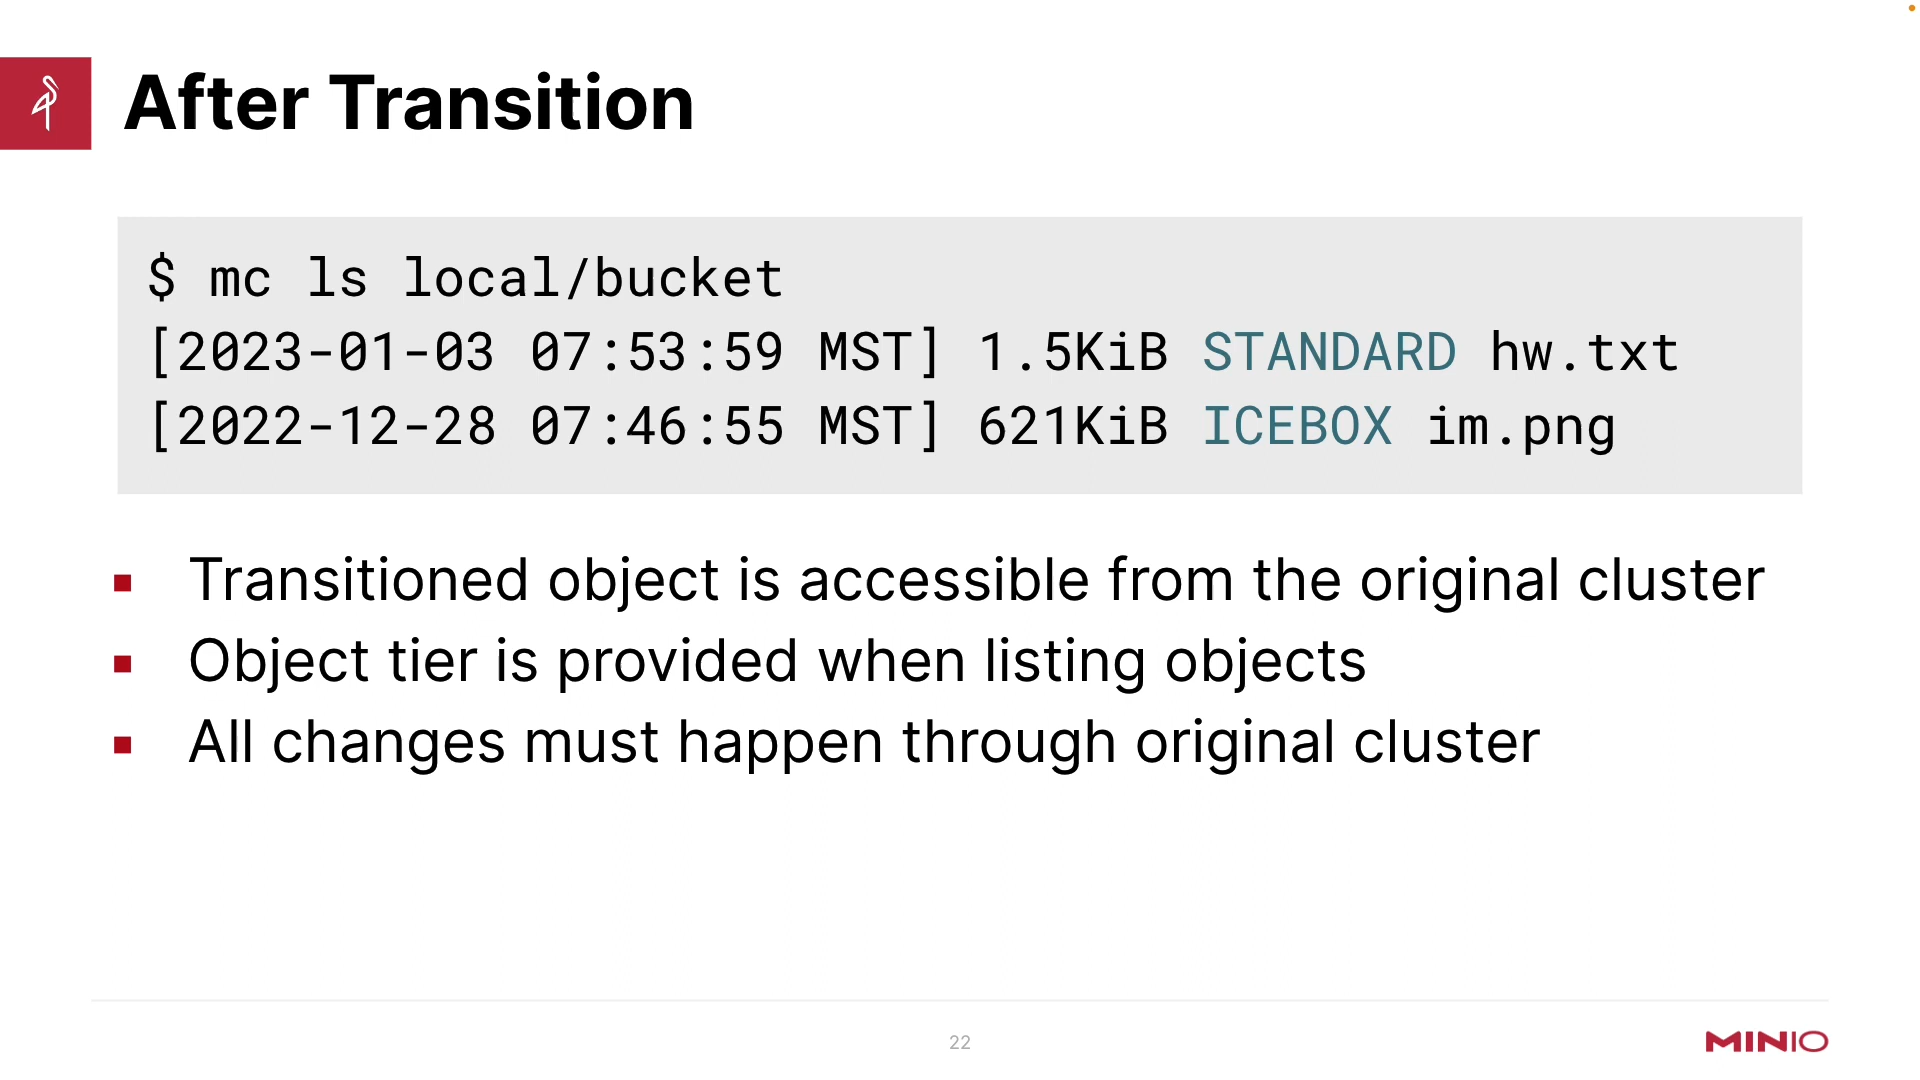 After Transition
$ mc ls local/bucket
[2023-01-03 07:53:59 MST] 1.5KiB STANDARD hw.txt
[2022-12-28 07:46:55 MST] 621KiB ICEBOX im.png
▪ Transitioned object is accessible from the original cluster
▪ Object tier is provided when listing objects
▪ All changes must happen through original cluster
22
MINIO